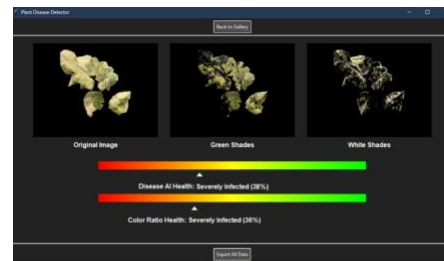 Plant Disease Detector
Back to Gallery
Original Image
Green Shades
White Shades
Disease AI Health: Severely Infected (38%)
Color Ratio Health: Severely Infected (36%)
Export All Data